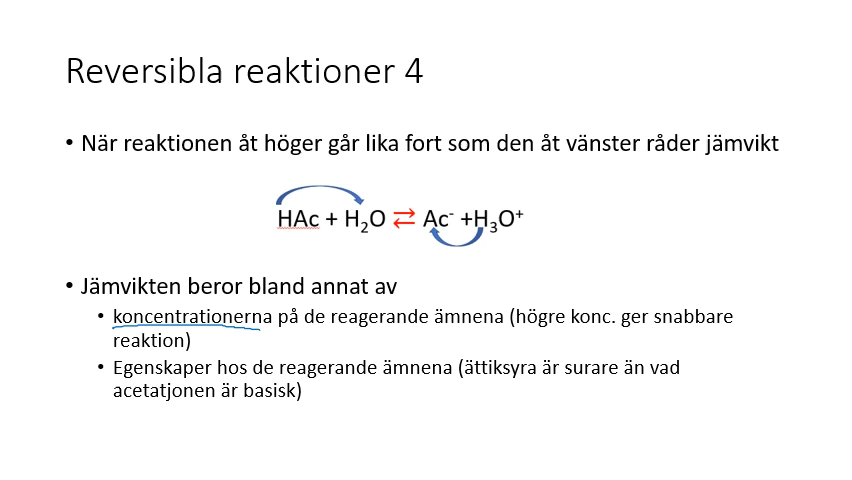 Reversibla reaktioner 4
• När reaktionen åt höger går lika fort som den åt vänster råder jämvikt
HAc + H₂O ⇄ Ac⁻ +H₃O⁺
• Jämvikten beror bland annat av
• koncentrationerna på de reagerande ämnena (högre konc. ger snabbare
reaktion)
• Egenskaper hos de reagerande ämnena (ättiksyra är surare än vad
acetatjonen är basisk)